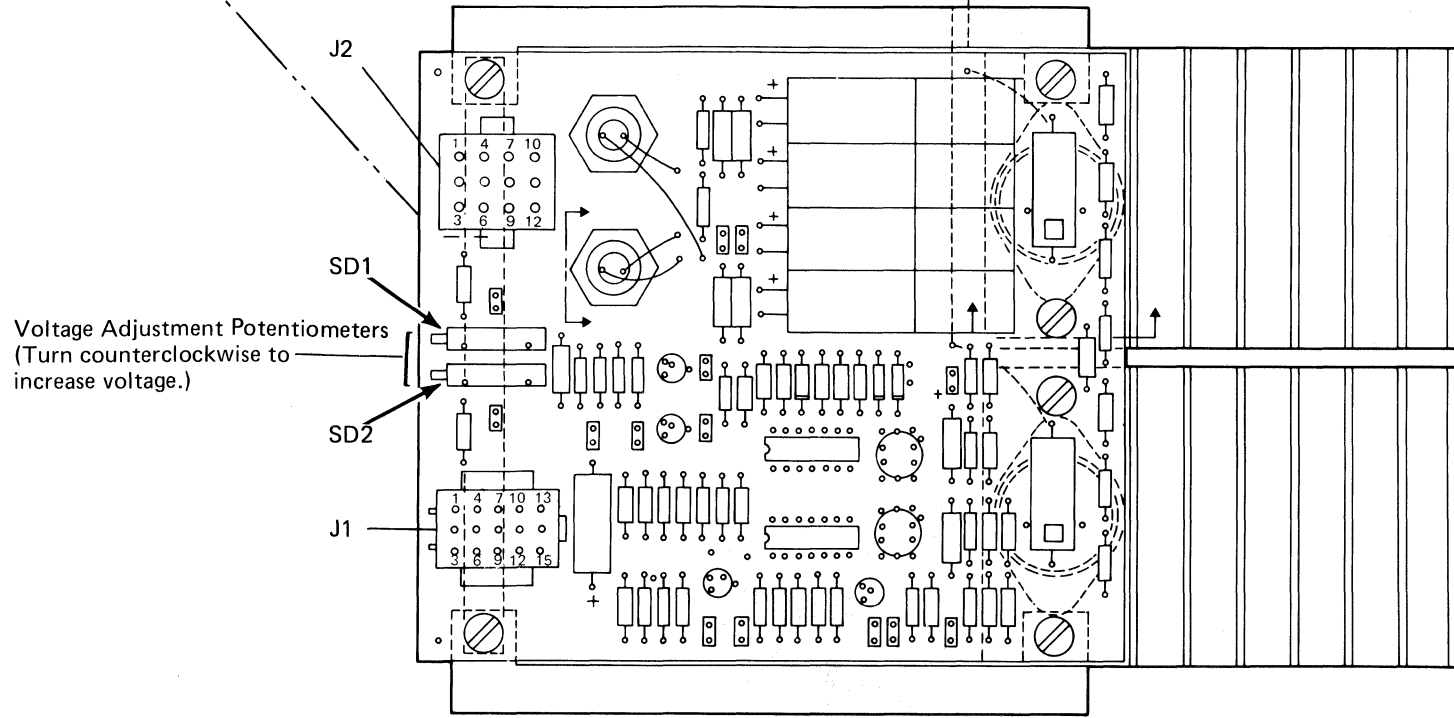 J2
1 4 7 10
3 6 9 12
− +
SD1
Voltage Adjustment Potentiometers
(Turn counterclockwise to
increase voltage.)
SD2
J1
1 4 7 10 13
3 6 9 12 15
+
+
+
+
+
+